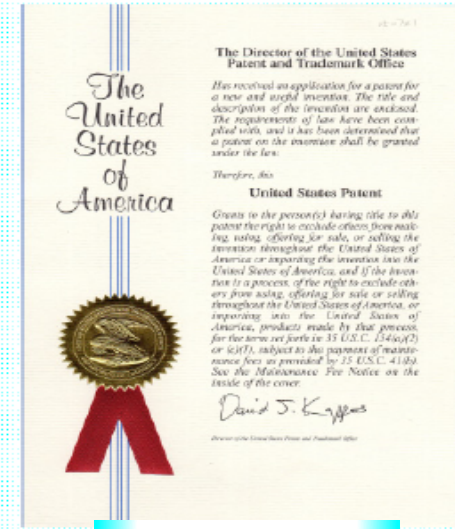 The
United
States
of
America
The Director of the United States
Patent and Trademark Office
Has received an application for a patent for
a new and useful invention. The title and
description of the invention are enclosed.
The requirements of law have been com-
plied with, and it has been determined that
a patent on the invention shall be granted
under the law.
Therefore, this
United States Patent
Grants to the person(s) having title to this
patent the right to exclude others from mak-
ing, using, offering for sale, or selling the
invention throughout the United States of
America or importing the invention into the
United States of America, and if the inven-
tion is a process, of the right to exclude oth-
ers from using, offering for sale or selling
throughout the United States of America, or
importing into the United States of
America, products made by that process,
for the term set forth in 35 U.S.C. 154(a)(2)
or (c)(1), subject to the payment of mainte-
nance fees as provided by 35 U.S.C. 41(b).
See the Maintenance Fee Notice on the
inside of the cover.
David J. Kappos
Director of the United States Patent and Trademark Office